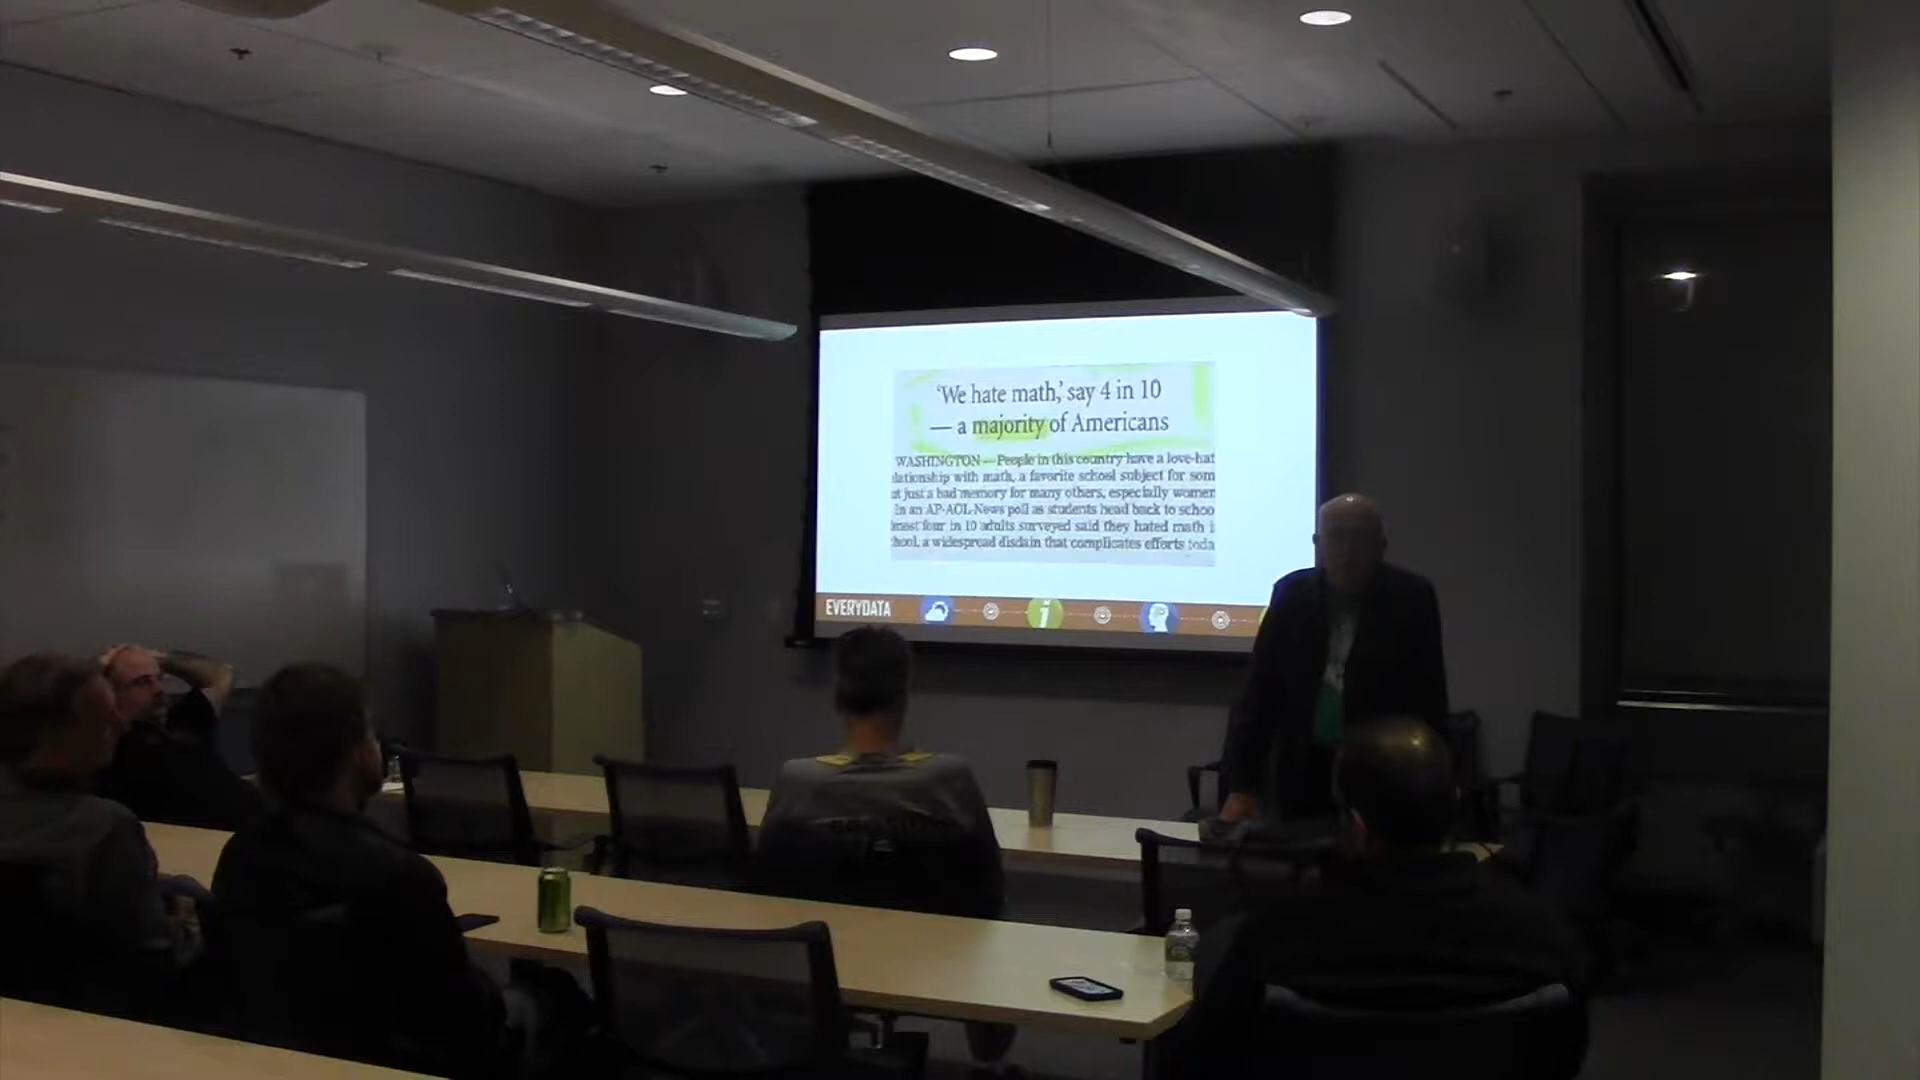 ‘We hate math,’ say 4 in 10
— a majority of Americans
WASHINGTON — People in this country have a love-hat
lationship with math, a favorite school subject for som
ut just a bad memory for many others, especially women
In an AP-AOL News poll as students head back to schoo
most four in 10 adults surveyed said they hated math i
hool, a widespread disdain that complicates efforts toda
EVERYDATA